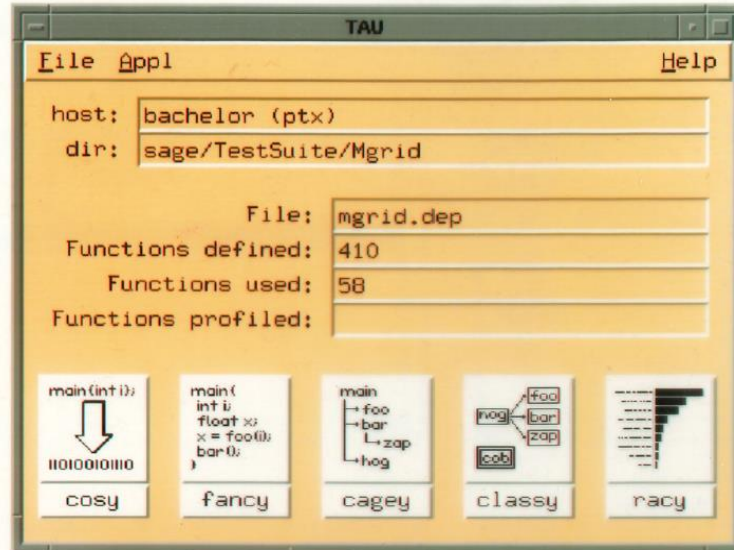 TAU
File Appl Help
host: bachelor (ptx)
dir: sage/TestSuite/Mgrid
File: mgrid.dep
Functions defined: 410
Functions used: 58
Functions profiled:
main(int i);
110100101110
cosy
main(
int i;
float x;
x = foo(i);
bar();
)
fancy
main
foo
bar
zap
hog
cagey
nog
foo
bar
zap
cob
classy
racy